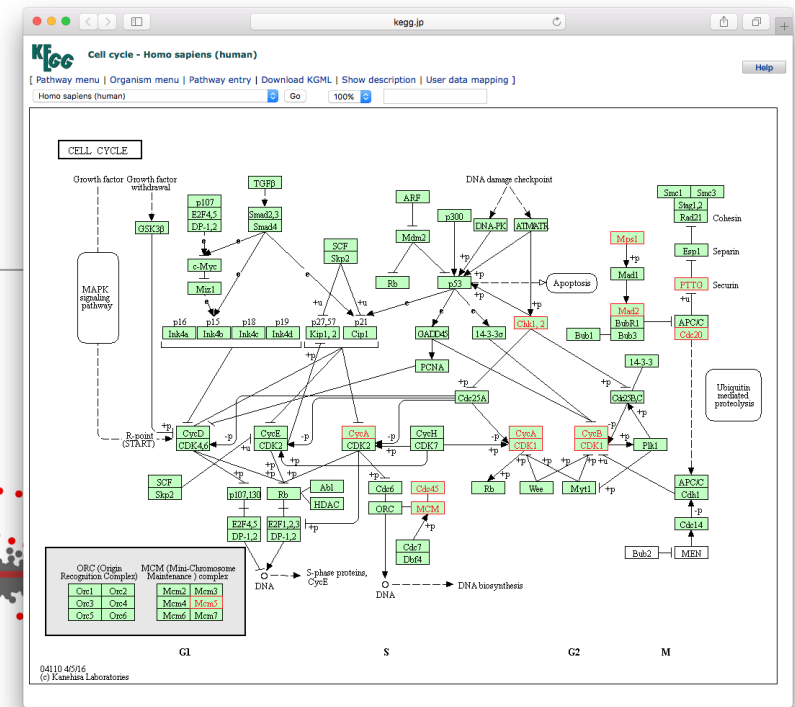 kegg.jp
KEGG
Cell cycle - Homo sapiens (human)
Help
[ Pathway menu | Organism menu | Pathway entry | Download KGML | Show description | User data mapping ]
Homo sapiens (human)
Go
100%
CELL CYCLE
Growth factor
Growth factor
withdrawal
GSK3β
p107
E2F4,5
DP-1,2
TGFβ
Smad2,3
Smad4
c-Myc
Miz1
SCF
Skp2
ARF
Mdm2
Rb
p300
DNA damage checkpoint
DNA-PK
ATMATR
p53
Apoptosis
Mps1
Mad1
Mad2
BubR1
Bub3
Bub1
Smc1
Smc3
Stag1,2
Rad21
Cohesin
Esp1
Separin
PTTG
Securin
APC/C
Cdc20
MAPK
signaling
pathway
p16
p15
p18
p19
Ink4a
Ink4b
Ink4c
Ink4d
p27,57
p21
Kip1, 2
Cip1
GADD45
14-3-3σ
Chk1, 2
PCNA
14-3-3
Cdc25A
Cdc25B,C
Ubiquitin
mediated
proteolysis
R-point
(START)
CycD
CDK4,6
CycE
CDK2
CycA
CDK2
CycH
CDK7
CycA
CDK1
CycB
CDK1
Plk1
SCF
Skp2
p107,130
Rb
Abl
HDAC
Cdc6
Cdc45
ORC
MCM
Rb
Wee
Myt1
APC/C
Cdh1
E2F4,5
DP-1,2
E2F1,2,3
DP-1,2
Cdc7
Dbf4
Cdc14
Bub2
MEN
DNA
S-phase proteins,
CycE
DNA
DNA biosynthesis
ORC (Origin
Recognition Complex)
MCM (Mini-Chromosome
Maintenance ) complex
Orc1
Orc2
Orc3
Orc4
Orc5
Orc6
Mcm2
Mcm3
Mcm4
Mcm5
Mcm6
Mcm7
G1
S
G2
M
04110 4/5/16
(c) Kanehisa Laboratories